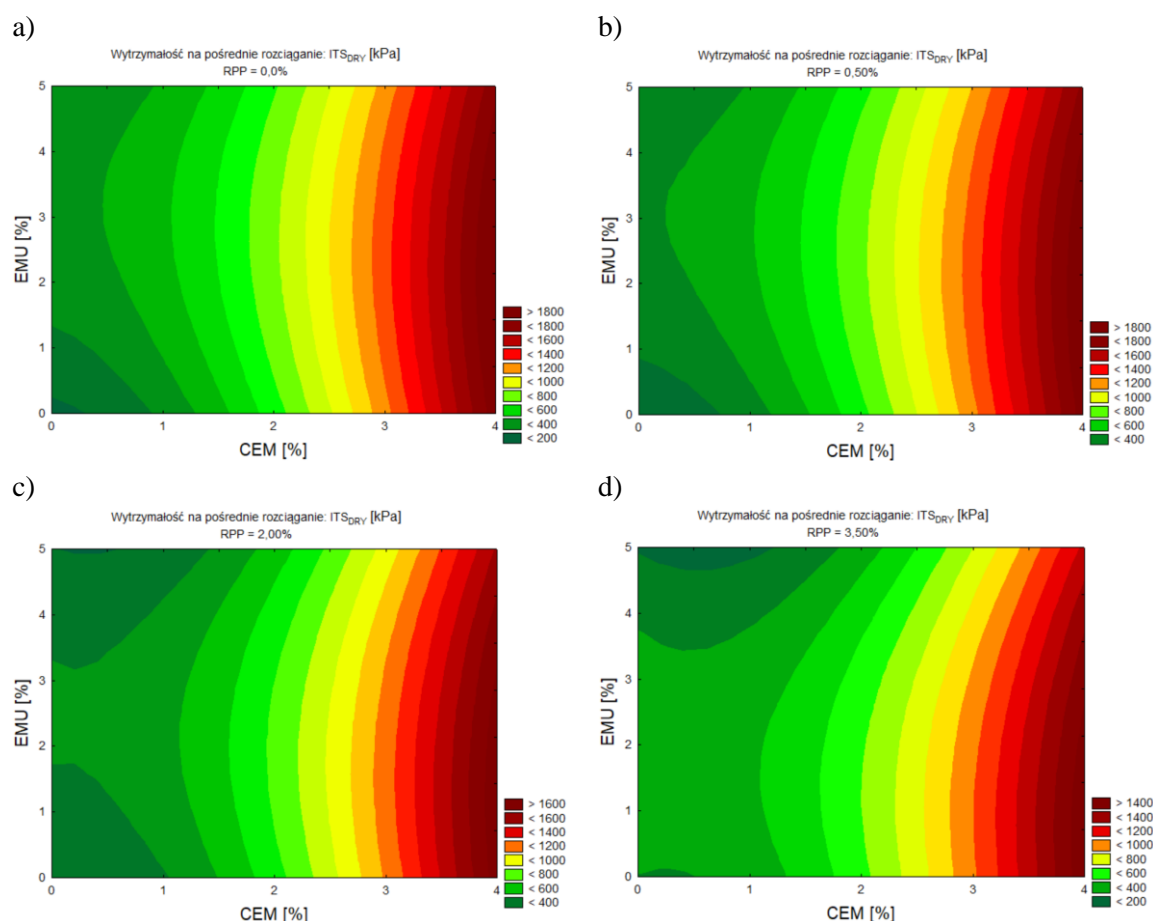 a)
Wytrzymałość na pośrednie rozciąganie: ITSDRY [kPa]
RPP = 0,0%
5
4
3
2
1
0
EMU [%]
0 1 2 3 4
CEM [%]
> 1800
< 1800
< 1600
< 1400
< 1200
< 1000
< 800
< 600
< 400
< 200
b)
Wytrzymałość na pośrednie rozciąganie: ITSDRY [kPa]
RPP = 0,50%
5
4
3
2
1
0
EMU [%]
0 1 2 3 4
CEM [%]
> 1800
< 1800
< 1600
< 1400
< 1200
< 1000
< 800
< 600
< 400
c)
Wytrzymałość na pośrednie rozciąganie: ITSDRY [kPa]
RPP = 2,00%
5
4
3
2
1
0
EMU [%]
0 1 2 3 4
CEM [%]
> 1600
< 1600
< 1400
< 1200
< 1000
< 800
< 600
< 400
d)
Wytrzymałość na pośrednie rozciąganie: ITSDRY [kPa]
RPP = 3,50%
5
4
3
2
1
0
EMU [%]
0 1 2 3 4
CEM [%]
> 1400
< 1400
< 1200
< 1000
< 800
< 600
< 400
< 200